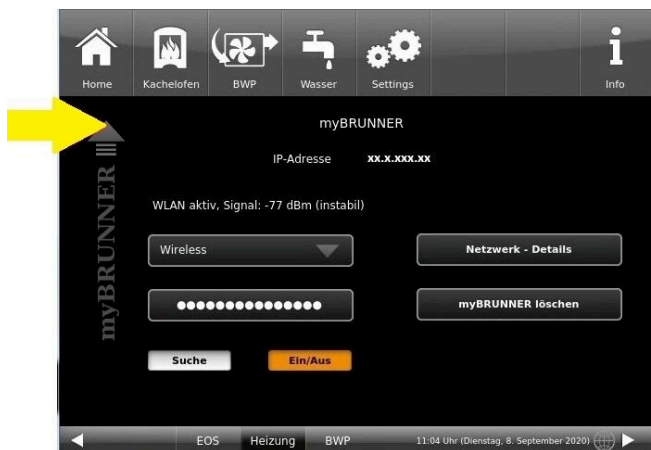 Home Kachelofen BWP Wasser Settings Info
myBRUNNER
myBRUNNER
IP-Adresse xx.x.xxx.xx
WLAN aktiv, Signal: -77 dBm (instabil)
Wireless Netzwerk - Details
●●●●●●●●●●●●●●● myBRUNNER löschen
Suche Ein/Aus
EOS Heizung BWP 11:04 Uhr (Dienstag, 8. September 2020)